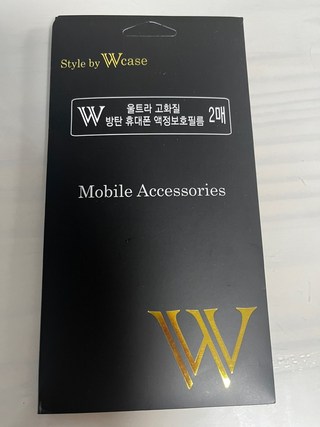 Style by Wcase
W 울트라 고화질
방탄 휴대폰 액정보호필름 2매
Mobile Accessories
W